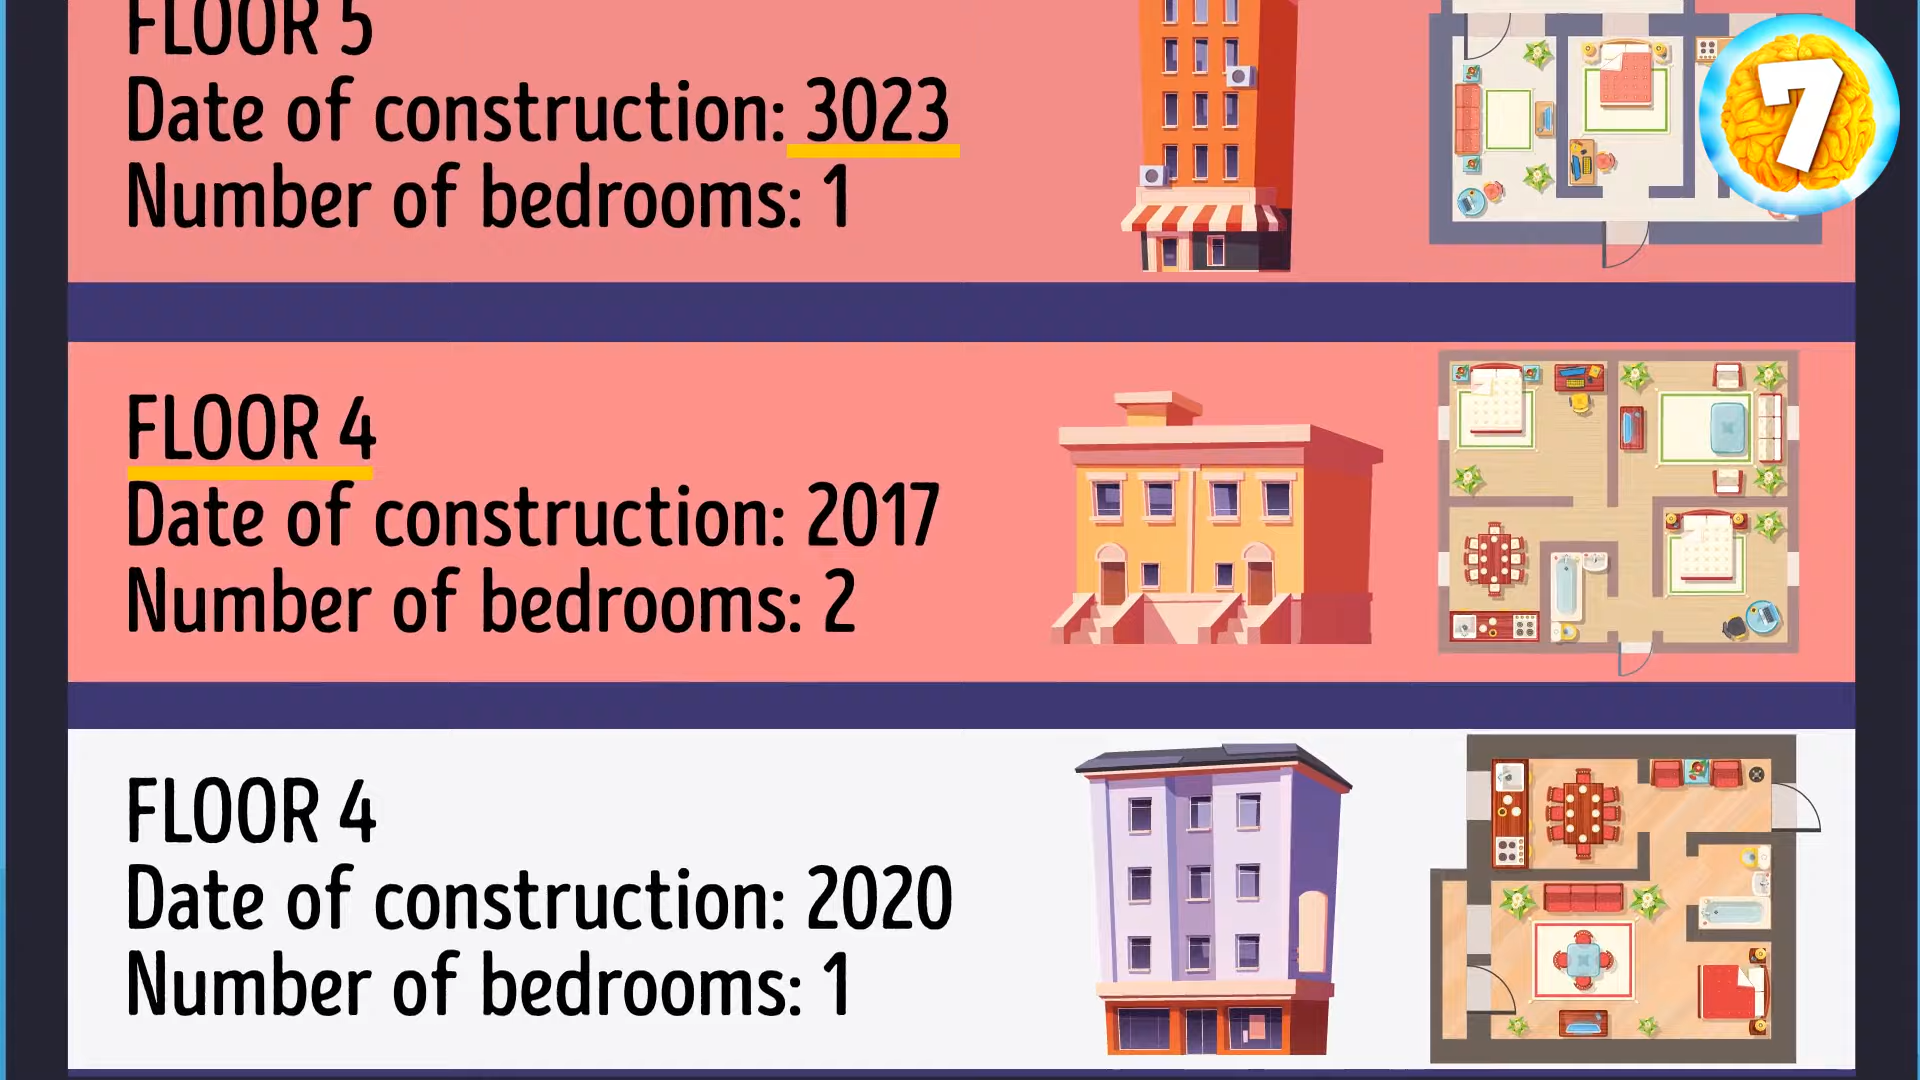 FLOOR 5
Date of construction: 3023
Number of bedrooms: 1
7
FLOOR 4
Date of construction: 2017
Number of bedrooms: 2
FLOOR 4
Date of construction: 2020
Number of bedrooms: 1